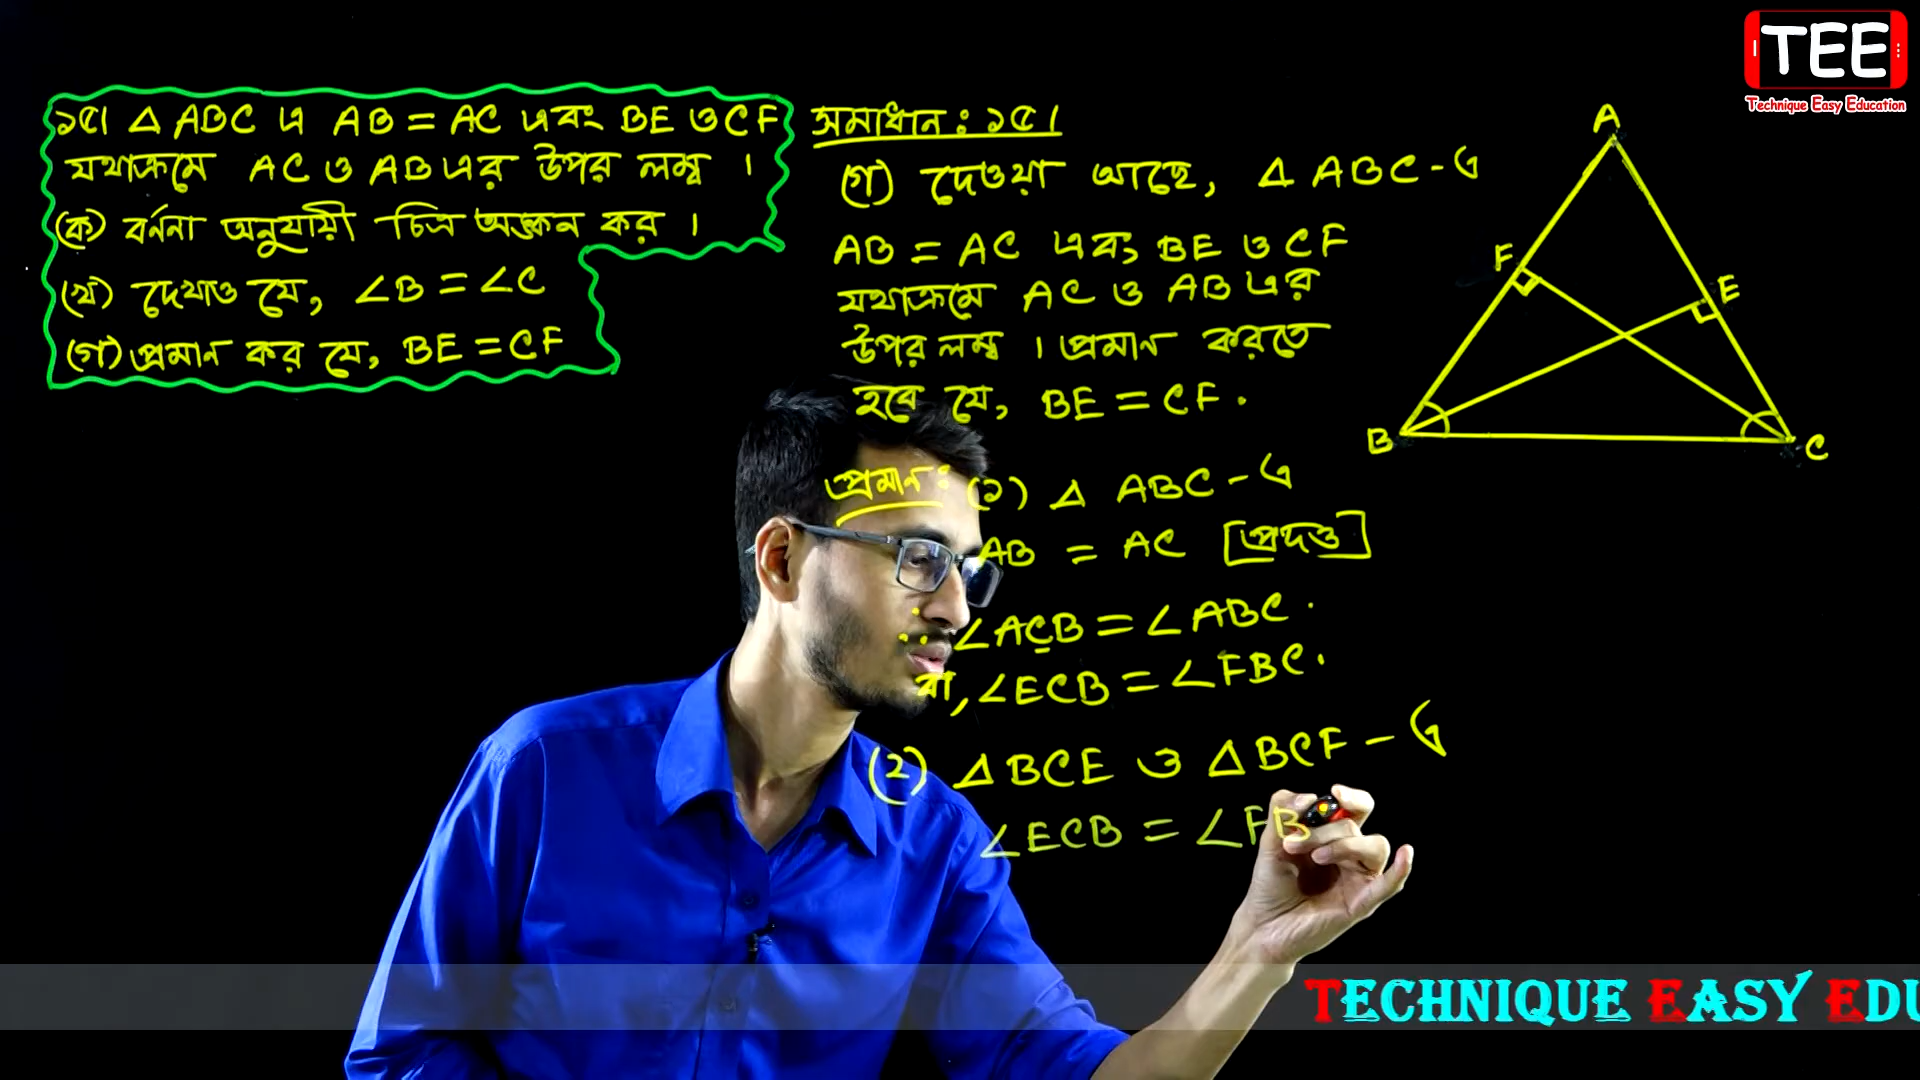 ১৫। △ ABC এ AB = AC এবং BE ও CF
যথাক্রমে AC ও AB এর উপর লম্ব ।
(ক) বর্ননা অনুযায়ী চিত্র অঙ্কন কর ।
(খ) দেখাও যে, ∠B = ∠C
(গ) প্রমান কর যে, BE = CF
সমাধান: ১৫।
(গ) দেওয়া আছে, △ ABC-এ
AB = AC এবং BE ও CF
যথাক্রমে AC ও AB এর
উপর লম্ব । প্রমান করতে
হবে যে, BE = CF.
প্রমান: (১) △ ABC-এ
AB = AC [প্রদত্ত]
∴ ∠ACB = ∠ABC.
বা, ∠ECB = ∠FBC.
(2) △BCE ও △BCF-এ
∠ECB = ∠FB
A
F
E
B
C
TEE
Technique Easy Education
TECHNIQUE EASY EDU